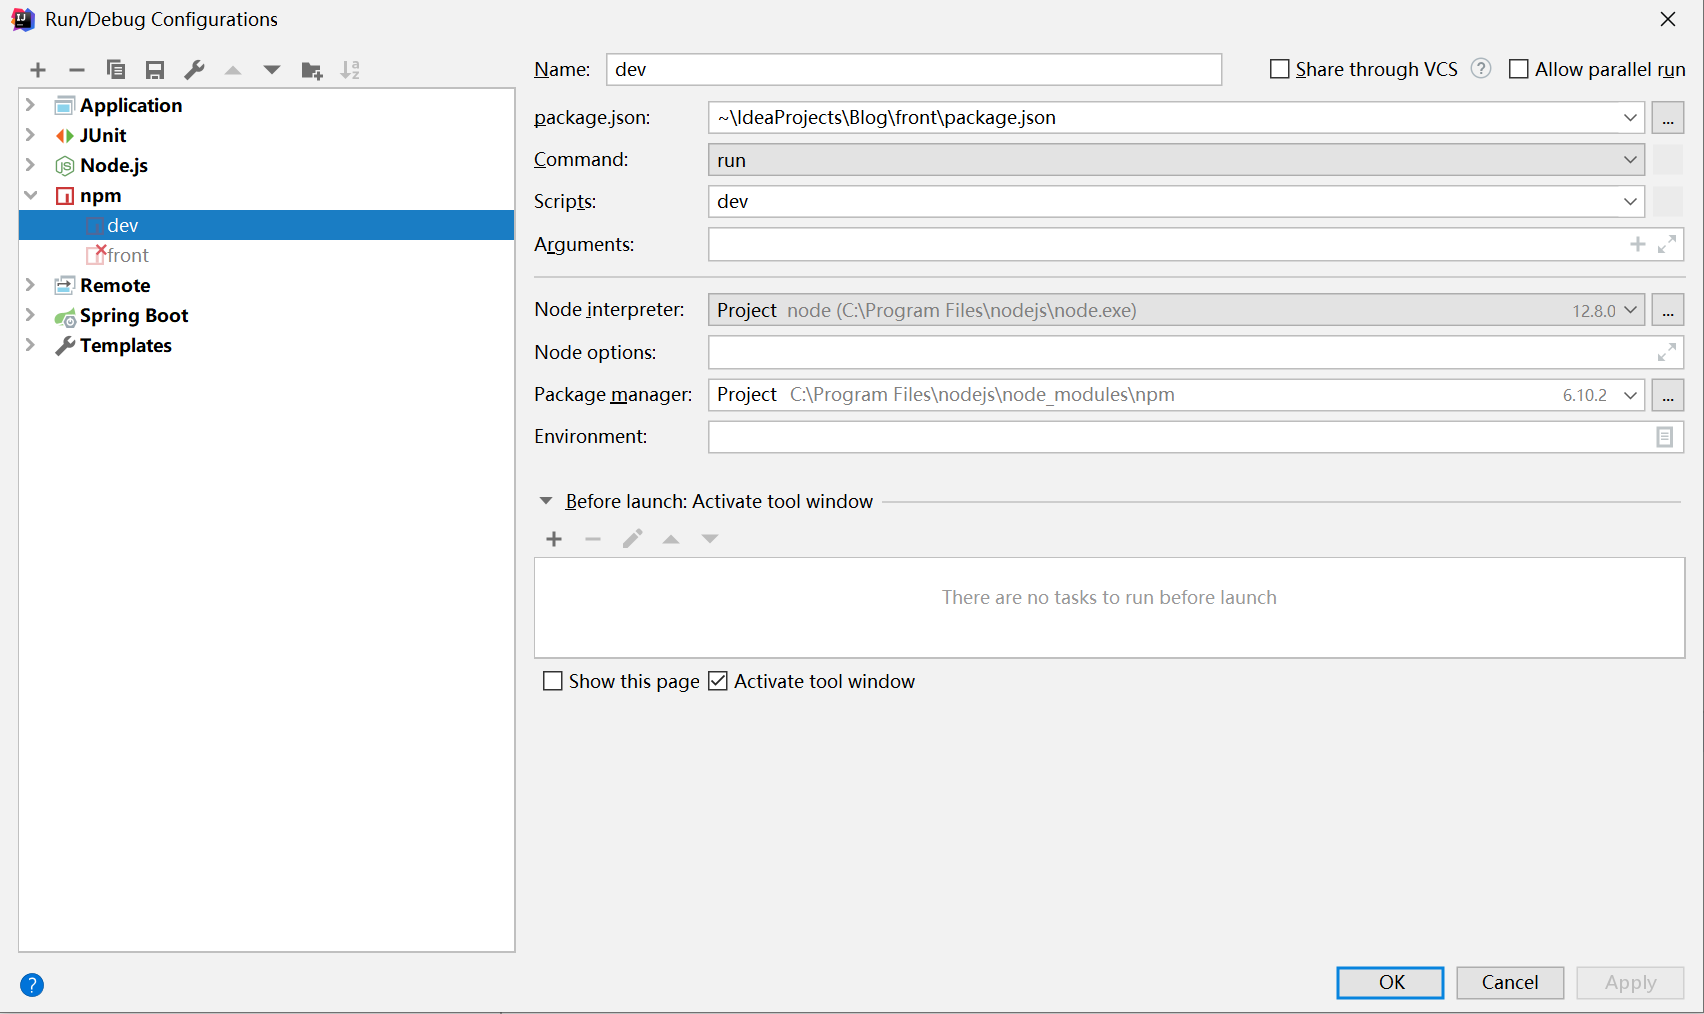 Run/Debug Configurations
Name: dev
Share through VCS ? Allow parallel run
Application
JUnit
Node.js
npm
dev
front
Remote
Spring Boot
Templates
package.json: ~\IdeaProjects\Blog\front\package.json ...
Command: run
Scripts: dev
Arguments:
Node interpreter: Project node (C:\Program Files\nodejs\node.exe) 12.8.0 ...
Node options:
Package manager: Project C:\Program Files\nodejs\node_modules\npm 6.10.2 ...
Environment:
Before launch: Activate tool window
There are no tasks to run before launch
Show this page Activate tool window
? OK Cancel Apply